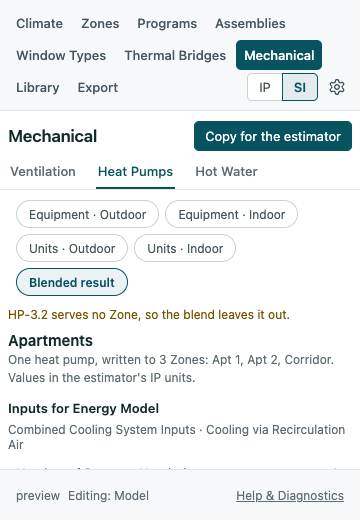 Climate Zones Programs Assemblies
Window Types Thermal Bridges Mechanical
Library Export IP SI
Mechanical Copy for the estimator
Ventilation Heat Pumps Hot Water
Equipment · Outdoor Equipment · Indoor
Units · Outdoor Units · Indoor
Blended result
HP-3.2 serves no Zone, so the blend leaves it out.
Apartments
One heat pump, written to 3 Zones: Apt 1, Apt 2, Corridor.
Values in the estimator's IP units.
Inputs for Energy Model
Combined Cooling System Inputs · Cooling via Recirculation
Air
preview Editing: Model Help & Diagnostics